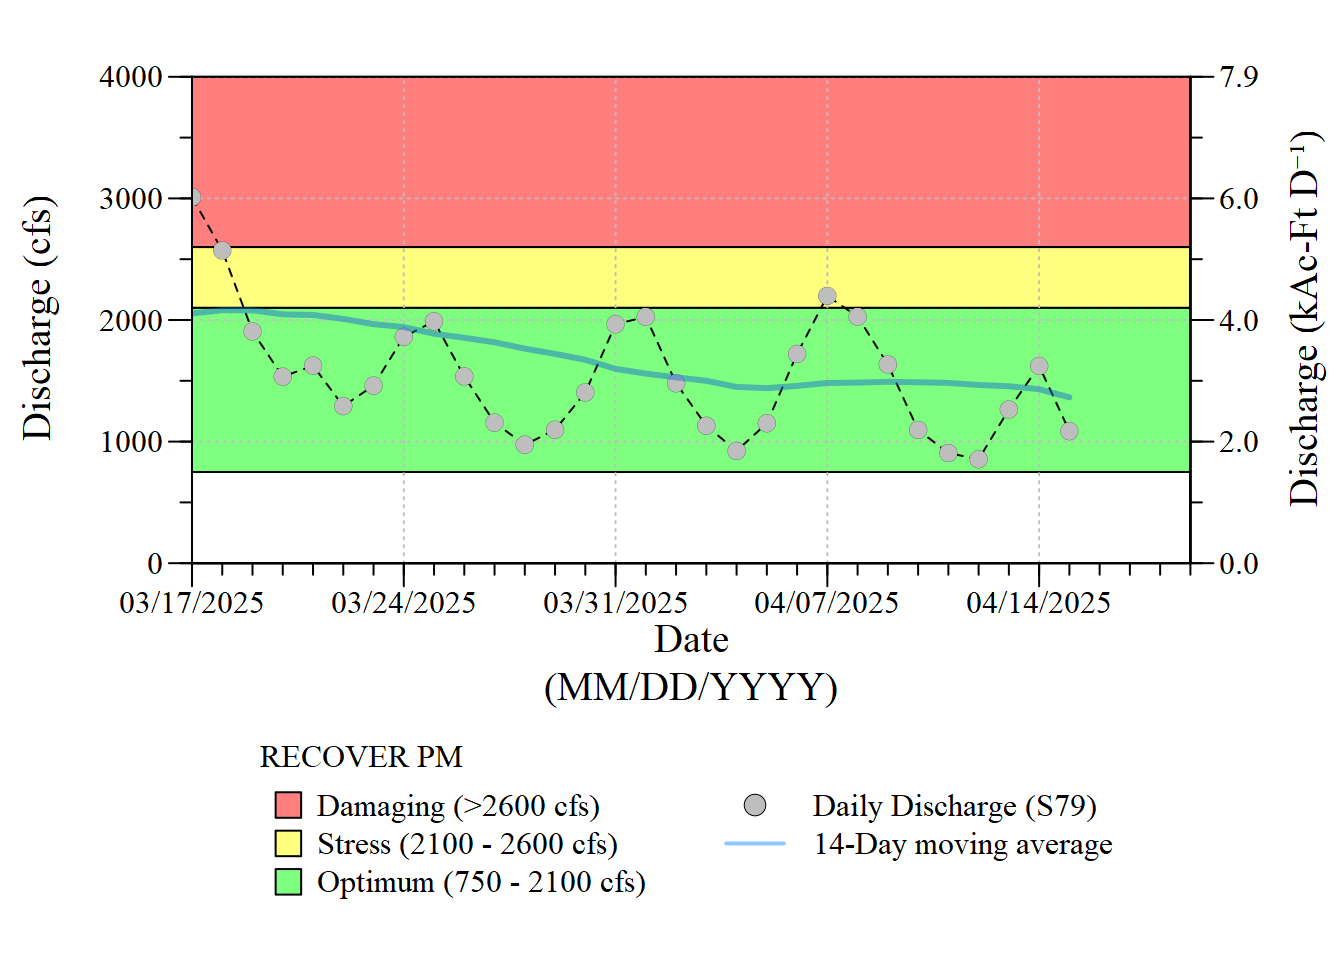 4000
3000
2000
1000
0
Discharge (cfs)
7.9
6.0
4.0
2.0
0.0
Discharge (kAc-Ft D⁻¹)
03/17/2025 03/24/2025 03/31/2025 04/07/2025 04/14/2025
Date
(MM/DD/YYYY)
RECOVER PM
Damaging (>2600 cfs)
Stress (2100 - 2600 cfs)
Optimum (750 - 2100 cfs)
Daily Discharge (S79)
14-Day moving average